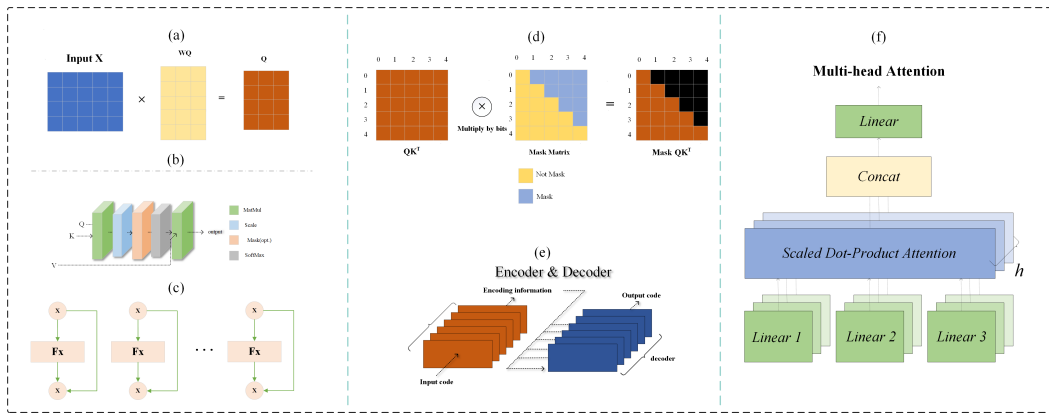 (a)
Input X
WQ
Q
×
=
(b)
Q
K
V
output
MatMul
Scale
Mask(opt.)
SoftMax
(c)
X X X
Fx Fx ··· Fx
X X X
(d)
0 1 2 3 4
0 1 2 3 4
0 1 2 3 4
0
1
2
3
4
0
1
2
3
4
0
1
2
3
4
×
=
Multiply by bits
QKᵀ
Mask Matrix
Mask QKᵀ
Not Mask
Mask
(e)
Encoder & Decoder
Encoding information
Output code
Input code
decoder
(f)
Multi-head Attention
Linear
Concat
Scaled Dot-Product Attention
h
Linear 1
Linear 2
Linear 3